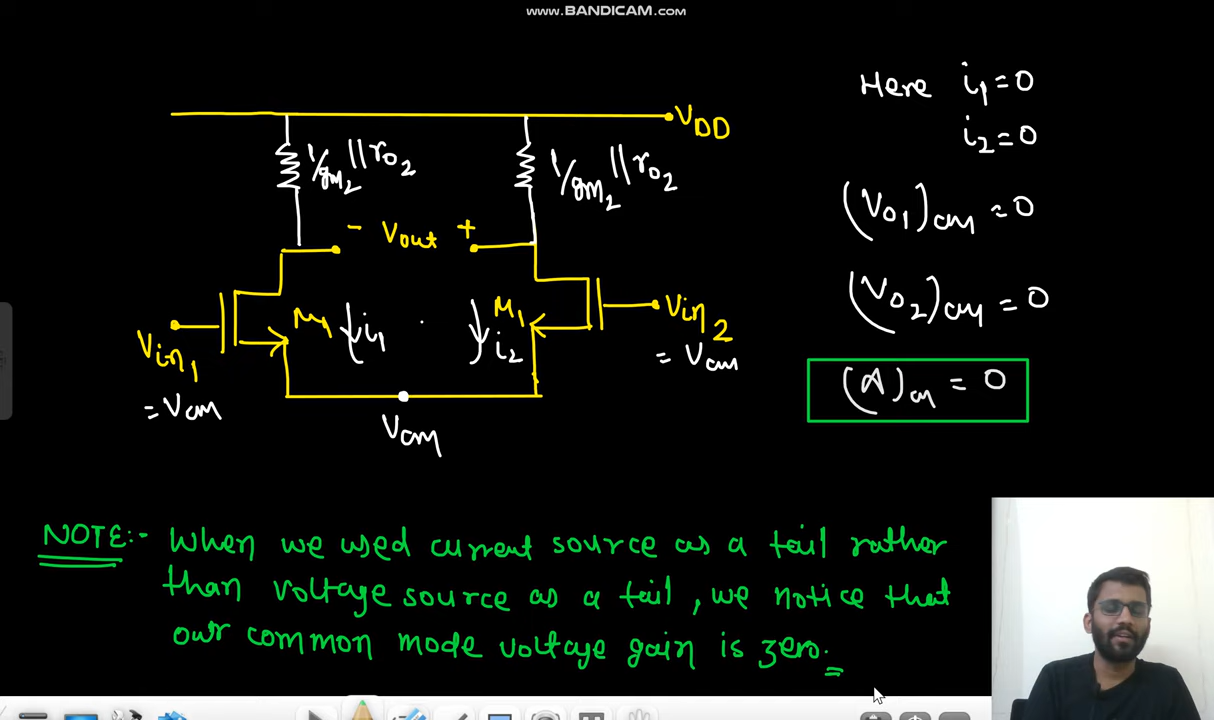 www.BANDICAM.com
Here i1=0
i2=0
VDD
1/gm2||ro2
1/gm2||ro2
(Vo1)cm=0
- Vout +
(Vo2)cm=0
M1
i1
M1
i2
Vin2
=Vcm
Vin1
=Vcm
Vcm
(A)cm=0
NOTE:- When we used current source as a tail rather
than voltage source as a tail, we notice that
our common mode voltage gain is zero.